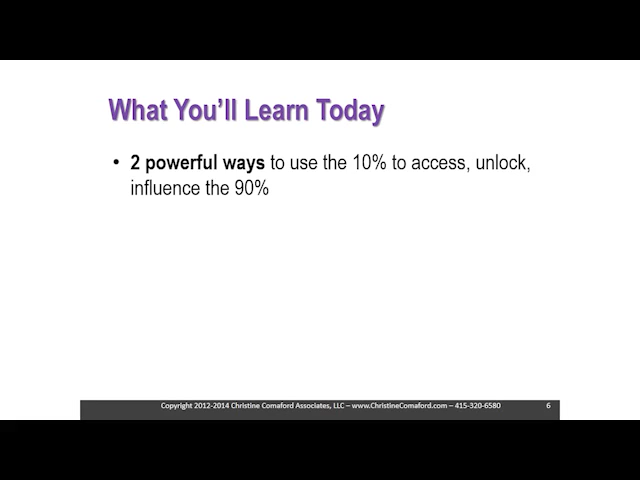 What You'll Learn Today
• 2 powerful ways to use the 10% to access, unlock,
influence the 90%
Copyright 2012-2014 Christine Comaford Associates, LLC – www.ChristineComaford.com – 415-320-6580 6